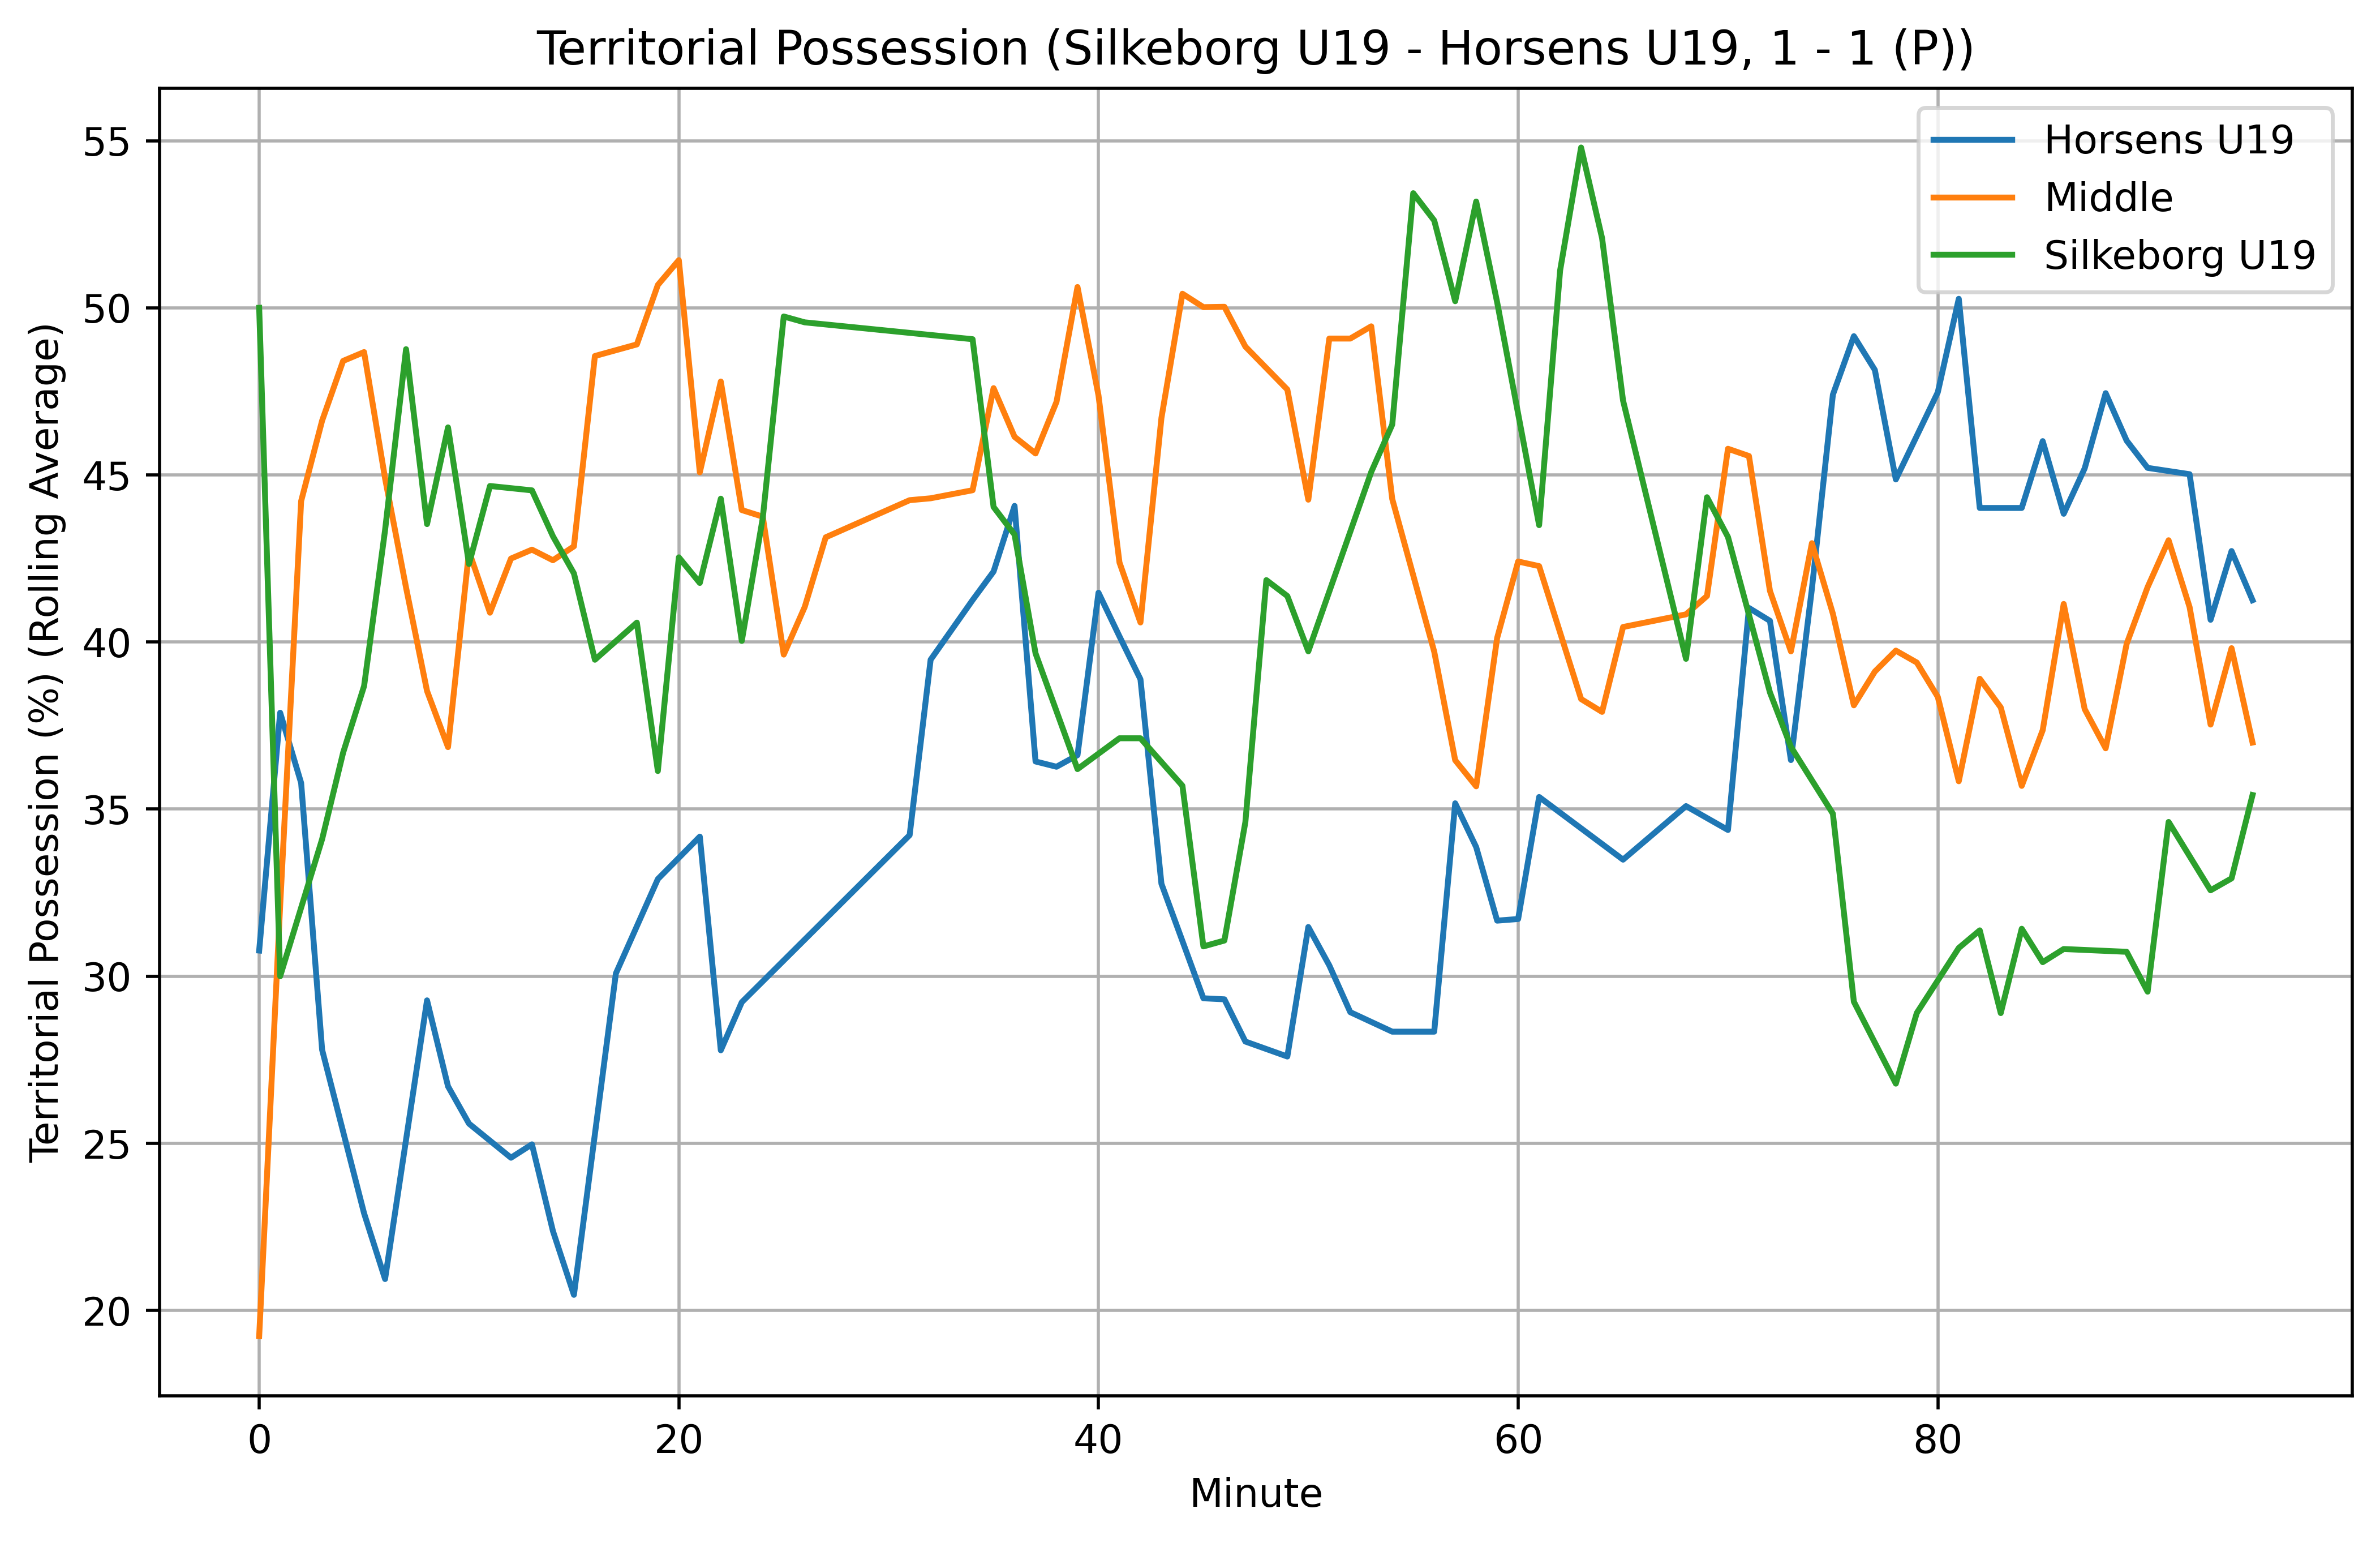 Territorial Possession (Silkeborg U19 - Horsens U19, 1 - 1 (P))
Horsens U19
Middle
Silkeborg U19
Territorial Possession (%) (Rolling Average)
55
50
45
40
35
30
25
20
0 20 40 60 80
Minute